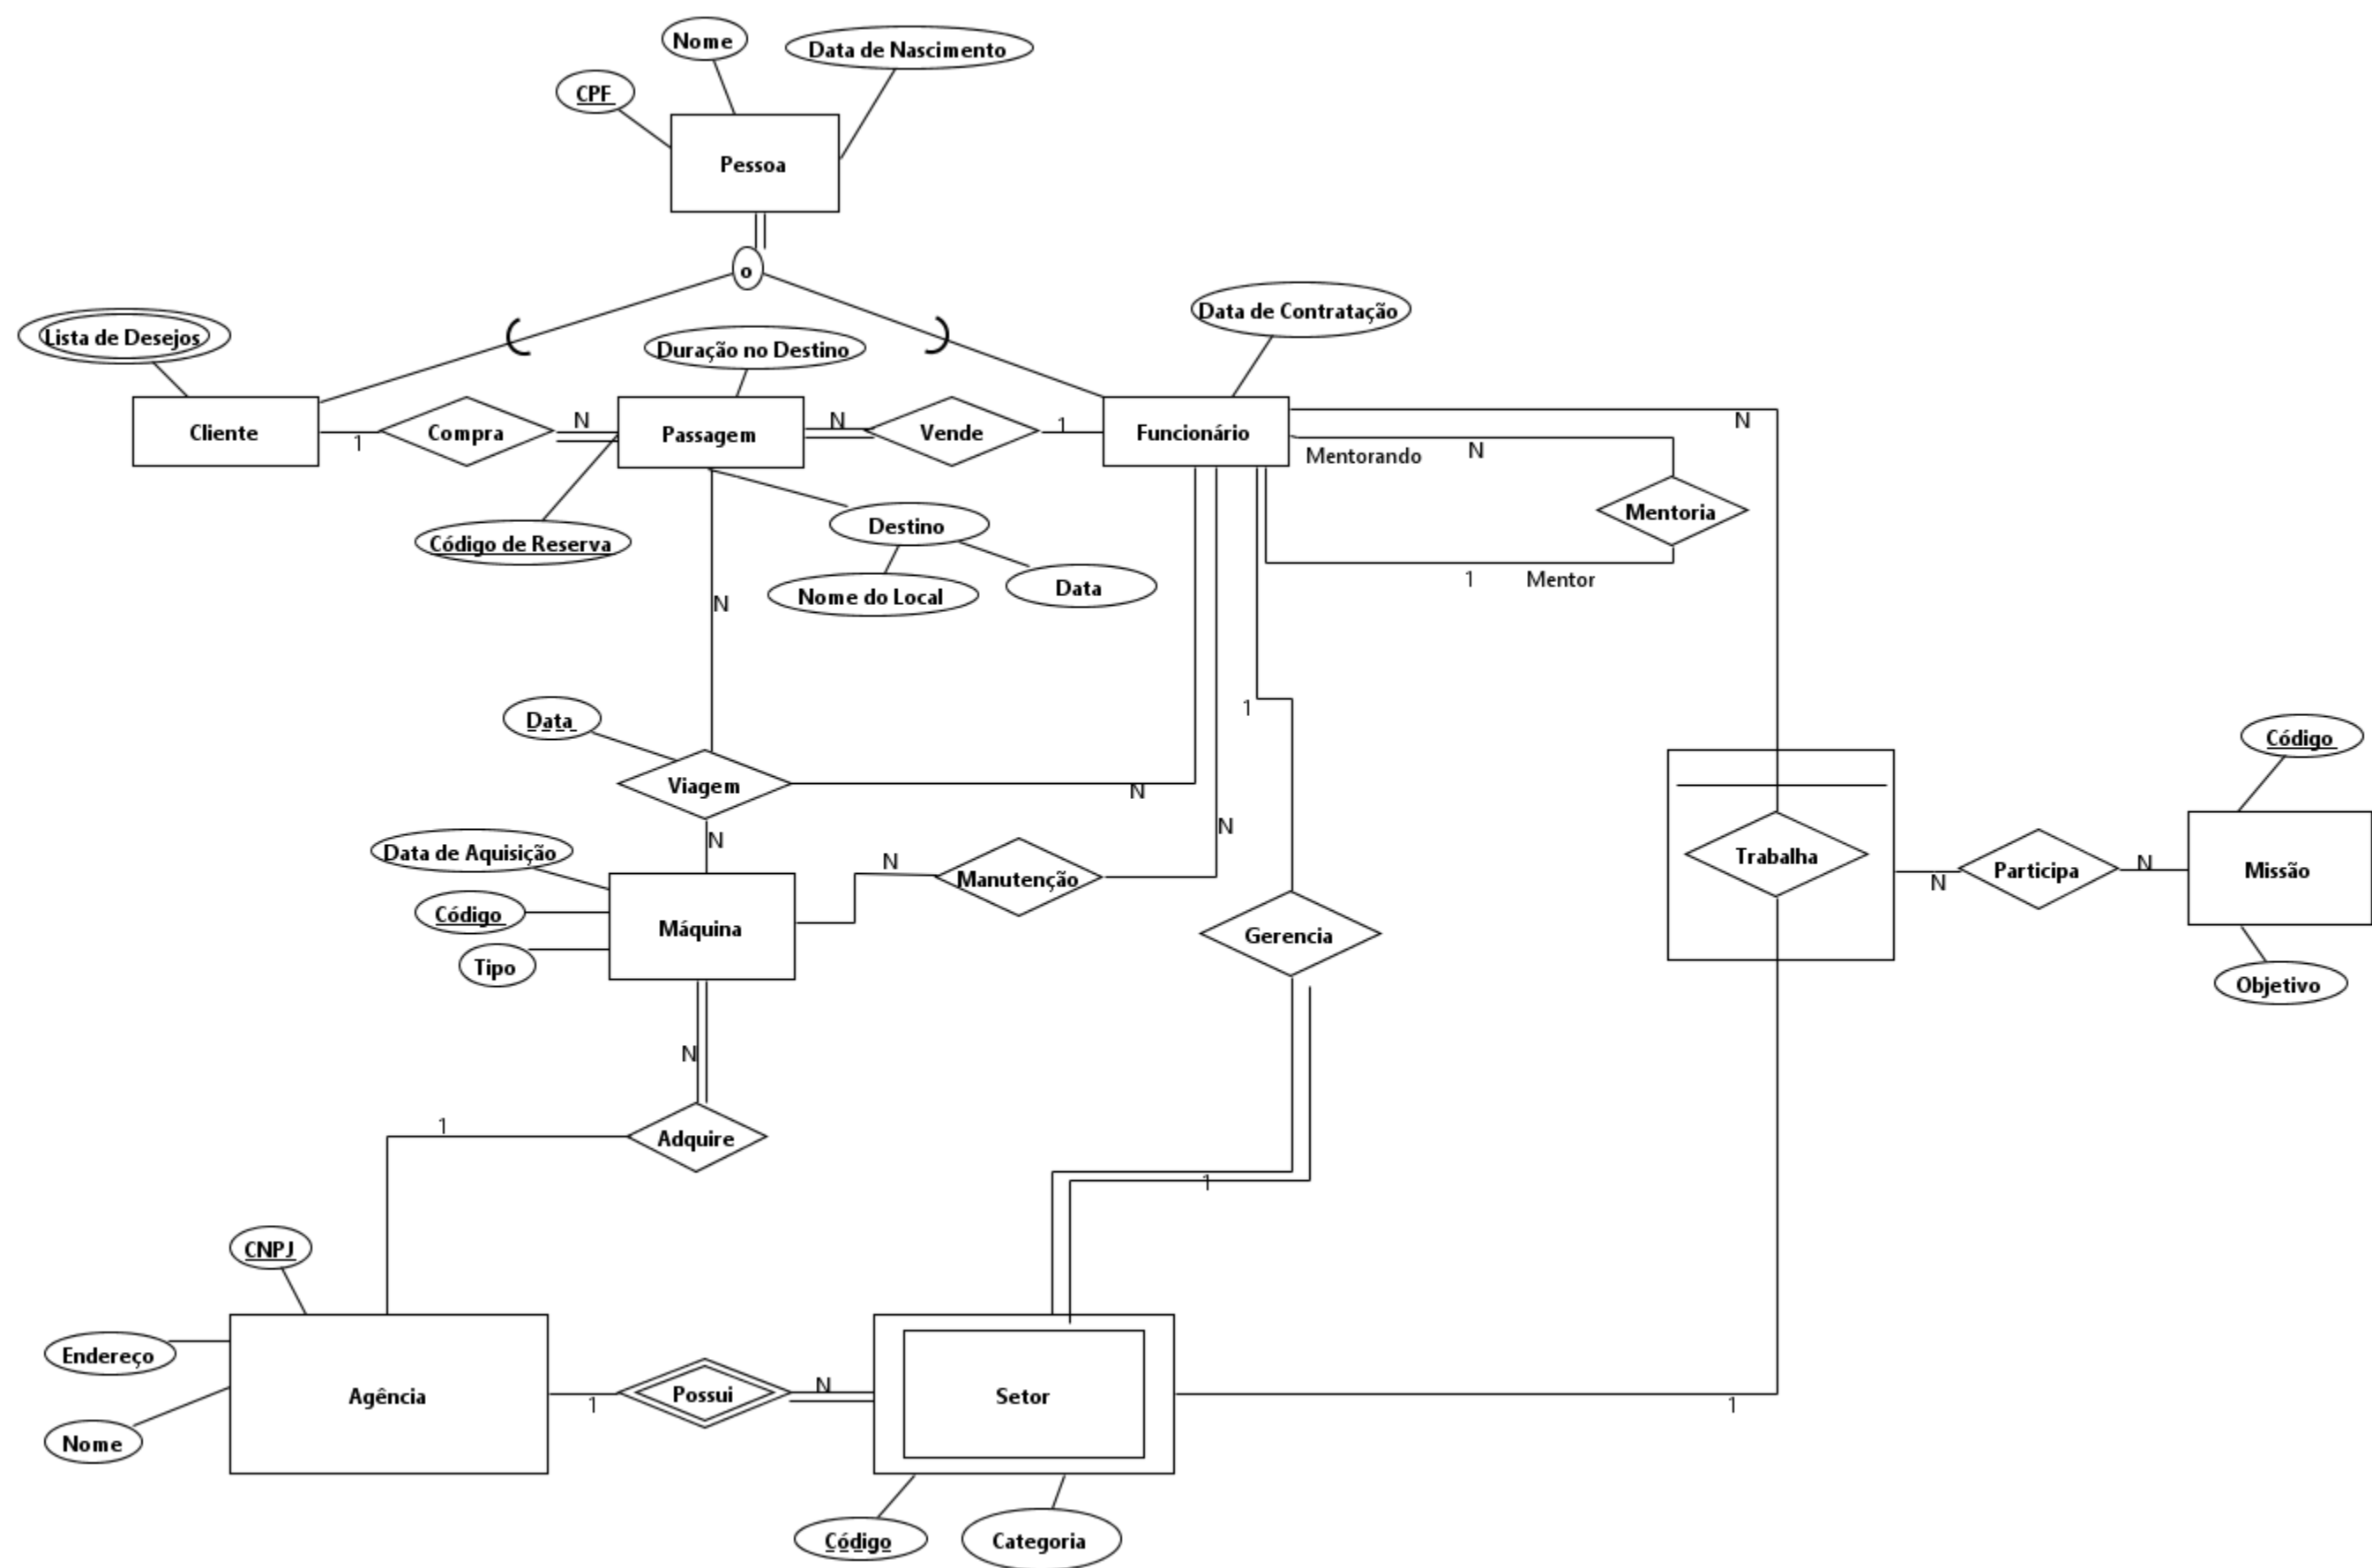 Nome
Data de Nascimento
CPF
Pessoa
o
Data de Contratação
Lista de Desejos
Duração no Destino
Cliente
1
Compra
N
Passagem
N
Vende
1
Funcionário
N
Mentorando
N
Mentoria
Código de Reserva
Destino
Nome do Local
Data
1
Mentor
N
Data
1
Código
Viagem
N
N
N
Data de Aquisição
Código
Tipo
Máquina
N
Manutenção
Gerencia
Trabalha
N
Participa
N
Missão
Objetivo
N
1
Adquire
1
CNPJ
Endereço
Nome
Agência
1
Possui
N
Setor
1
Código
Categoria